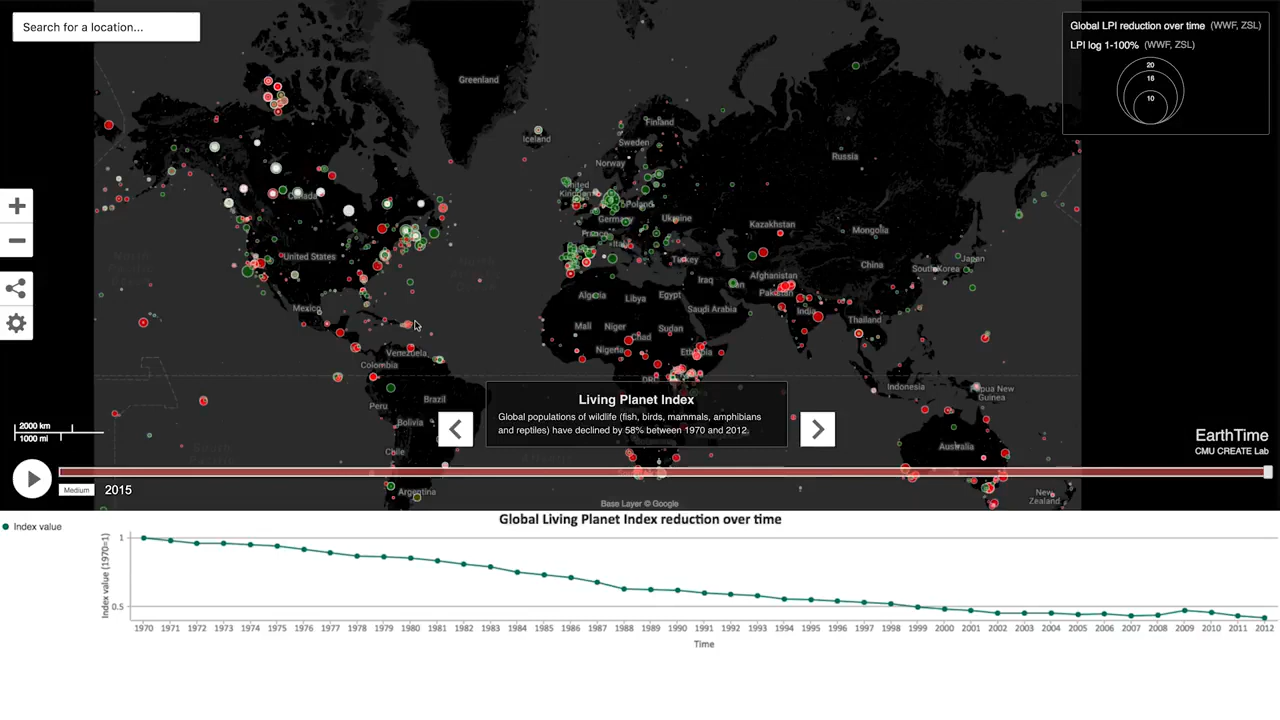 Search for a location...
Global LPI reduction over time (WWF, ZSL)
LPI log 1-100% (WWF, ZSL)
20
16
10
Greenland
Iceland
Finland
Sweden
Norway
Russia
United
Kingdom
Poland
Germany
Ukraine
France
Italy
Kazakhstan
Mongolia
Canada
United States
Turkey
China
South Korea
Japan
Iraq
Iran
Afghanistan
Pakistan
Algeria
Libya
Egypt
Saudi Arabia
India
Mexico
Mali
Niger
Sudan
Chad
Thailand
Nigeria
Ethiopia
Venezuela
Colombia
DRC
Indonesia
Papua New
Guinea
Peru
Brazil
Bolivia
Chile
Argentina
Australia
New
Zealand
Living Planet Index
Global populations of wildlife (fish, birds, mammals, amphibians
and reptiles) have declined by 58% between 1970 and 2012.
2000 km
1000 mi
EarthTime
CMU CREATE Lab
Medium
2015
Base Layer © Google
Global Living Planet Index reduction over time
Index value
Index value (1970=1)
1
0.5
1970 1971 1972 1973 1974 1975 1976 1977 1978 1979 1980 1981 1982 1983 1984 1985 1986 1987 1988 1989 1990 1991 1992 1993 1994 1995 1996 1997 1998 1999 2000 2001 2002 2003 2004 2005 2006 2007 2008 2009 2010 2011 2012
Time